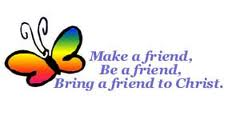 Make a friend,
Be a friend,
Bring a friend to Christ.